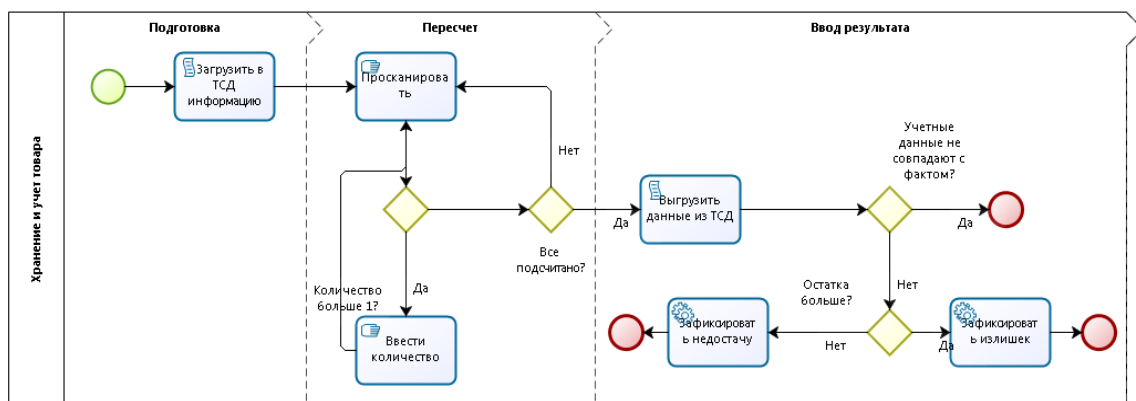 Хранение и учет товара
Подготовка
Пересчет
Ввод результата
Загрузить в
ТСД
информацию
Просканирова
ть
Нет
Учетные
данные не
совпадают с
фактом?
Выгрузить
данные из ТСД
Да
Да
Все
подсчитано?
Количество
больше 1?
Да
Остатка
больше?
Нет
Ввести
количество
Зафиксироват
ь недостачу
Нет
Да
Зафиксироват
ь излишек